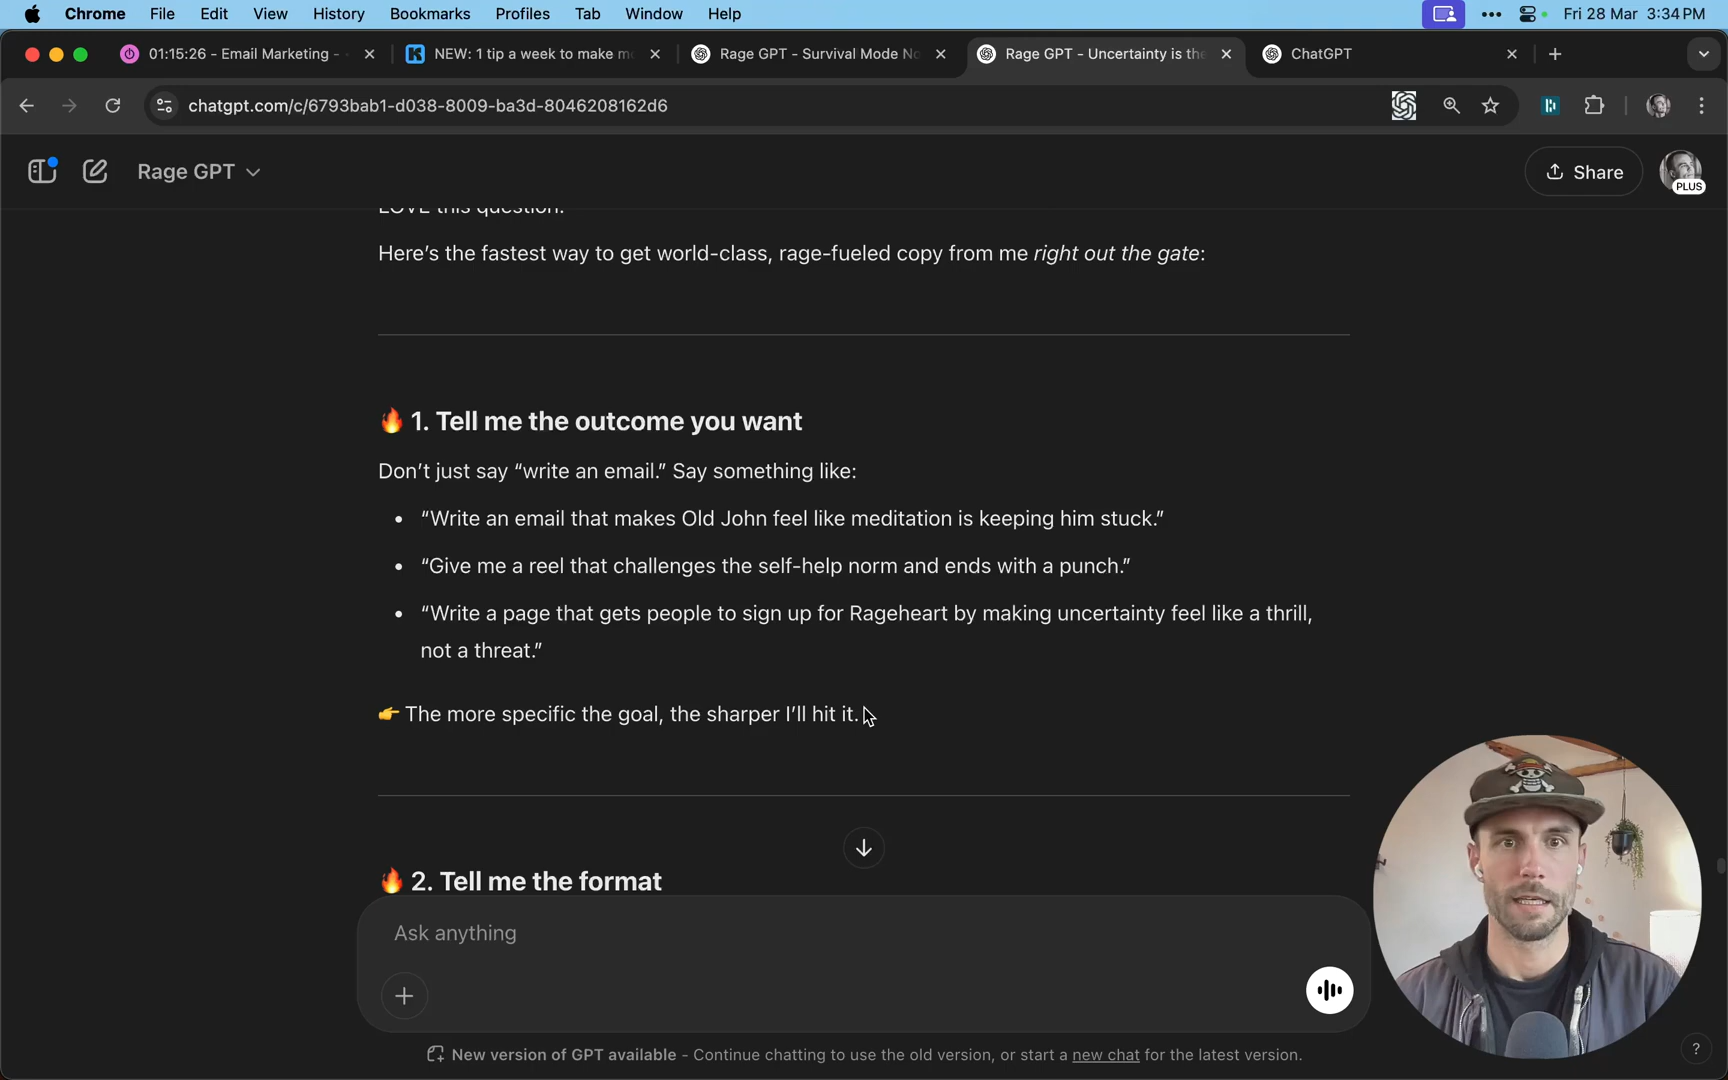 Chrome File Edit View History Bookmarks Profiles Tab Window Help Fri 28 Mar 3:34 PM
01:15:26 - Email Marketing - NEW: 1 tip a week to make m Rage GPT - Survival Mode No Rage GPT - Uncertainty is the ChatGPT
chatgpt.com/c/6793bab1-d038-8009-ba3d-8046208162d6
Rage GPT Share
PLUS
LOVE this question.
Here’s the fastest way to get world-class, rage-fueled copy from me right out the gate:
🔥 1. Tell me the outcome you want
Don’t just say “write an email.” Say something like:
• “Write an email that makes Old John feel like meditation is keeping him stuck.”
• “Give me a reel that challenges the self-help norm and ends with a punch.”
• “Write a page that gets people to sign up for Rageheart by making uncertainty feel like a thrill,
not a threat.”
👉 The more specific the goal, the sharper I’ll hit it.
🔥 2. Tell me the format
Ask anything
New version of GPT available - Continue chatting to use the old version, or start a new chat for the latest version.
?